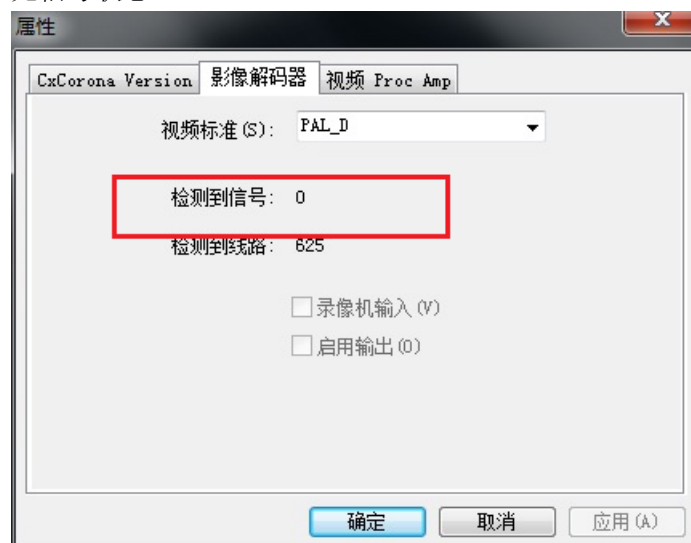 属性
CxCorona Version 影像解码器 视频 Proc Amp
视频标准(S): PAL_D
检测到信号: 0
检测到线路: 625
录像机输入(V)
启用输出(O)
确定 取消 应用(A)